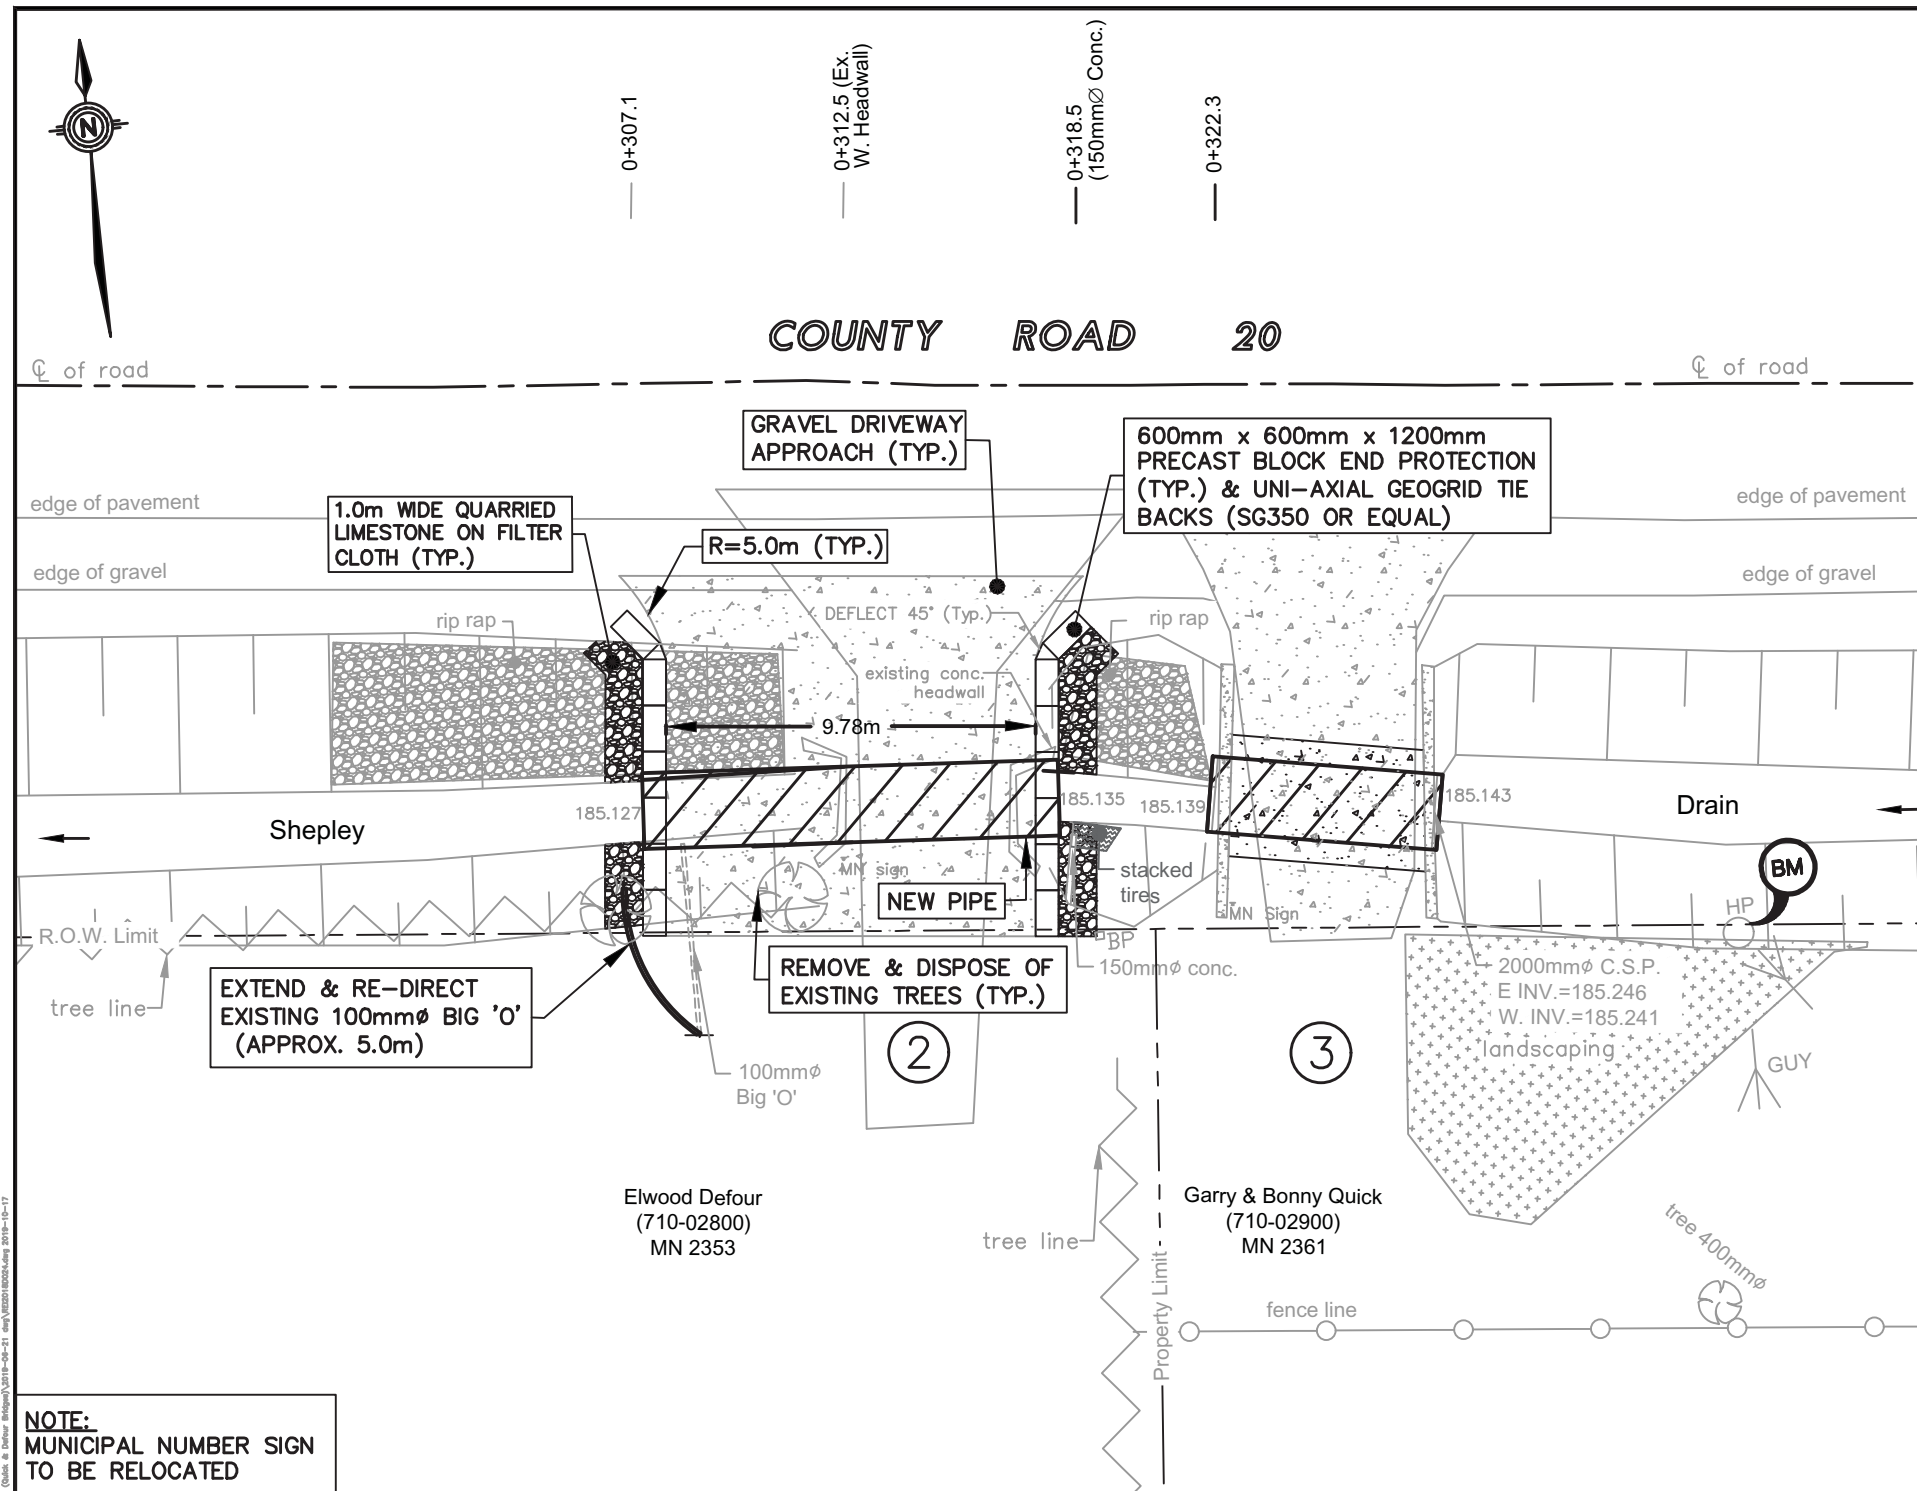 N
0+307.1
0+312.5 (Ex.
W. Headwall)
0+318.5
(150mmØ Conc.)
0+322.3
COUNTY ROAD 20
℄ of road
℄ of road
GRAVEL DRIVEWAY
APPROACH (TYP.)
600mm x 600mm x 1200mm
PRECAST BLOCK END PROTECTION
(TYP.) & UNI-AXIAL GEOGRID TIE
BACKS (SG350 OR EQUAL)
edge of pavement
edge of pavement
1.0m WIDE QUARRIED
LIMESTONE ON FILTER
CLOTH (TYP.)
R=5.0m (TYP.)
edge of gravel
edge of gravel
rip rap
DEFLECT 45° (Typ.)
rip rap
existing conc.
headwall
9.78m
185.127
185.135
185.139
185.143
Shepley
Drain
MN sign
stacked
tires
BM
NEW PIPE
MN Sign
HP
R.O.W. Limit
BP
150mmø conc.
REMOVE & DISPOSE OF
EXISTING TREES (TYP.)
2000mmø C.S.P.
E INV.=185.246
W. INV.=185.241
tree line
EXTEND & RE-DIRECT
EXISTING 100mmø BIG 'O'
(APPROX. 5.0m)
2
3
landscaping
GUY
100mmø
Big 'O'
Elwood Defour
(710-02800)
MN 2353
Garry & Bonny Quick
(710-02900)
MN 2361
tree line
Property Limit
tree 400mmø
fence line
NOTE:
MUNICIPAL NUMBER SIGN
TO BE RELOCATED